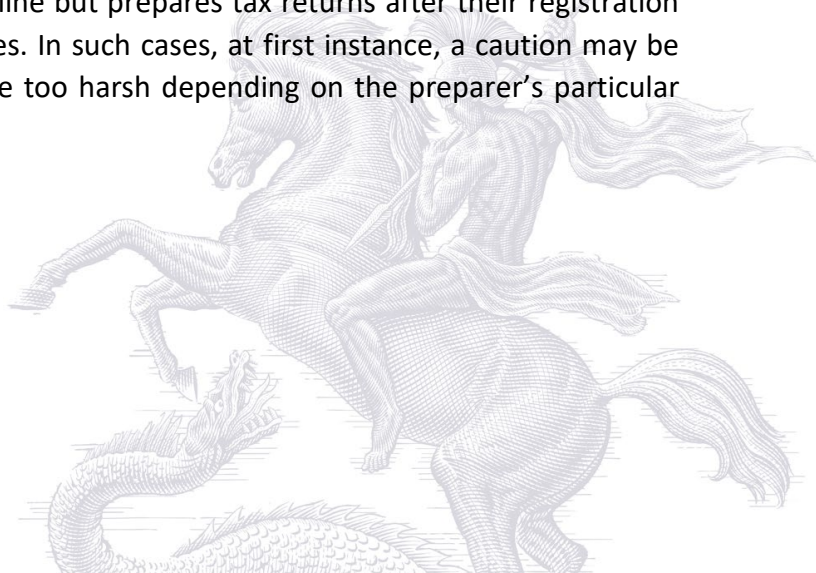 line but prepares tax returns after their registration
es. In such cases, at first instance, a caution may be
e too harsh depending on the preparer’s particular